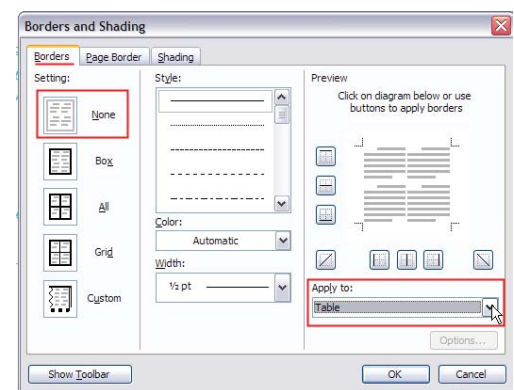 Borders and Shading
Borders Page Border Shading
Setting:
None
Box
All
Grid
Custom
Style:
Color:
Automatic
Width:
½ pt
Preview
Click on diagram below or use
buttons to apply borders
Apply to:
Table
Options...
Show Toolbar
OK Cancel